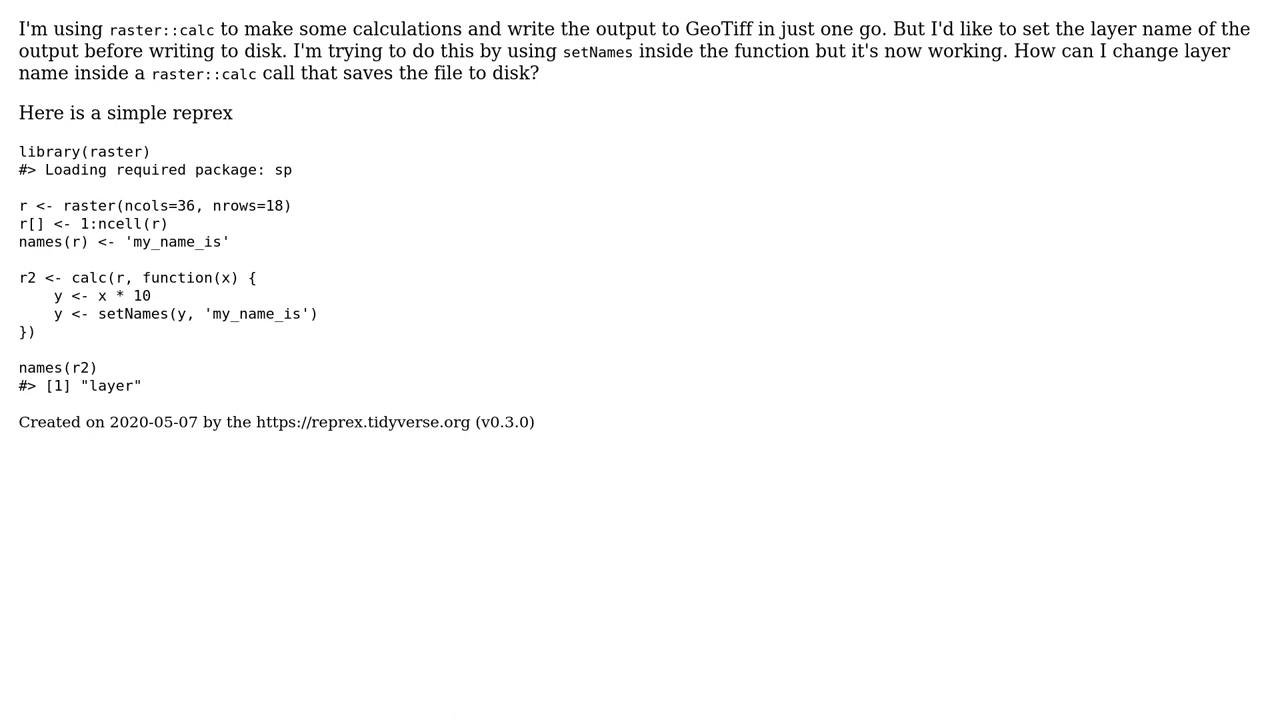 I'm using raster::calc to make some calculations and write the output to GeoTiff in just one go. But I'd like to set the layer name of the
output before writing to disk. I'm trying to do this by using setNames inside the function but it's now working. How can I change layer
name inside a raster::calc call that saves the file to disk?
Here is a simple reprex
library(raster)
#> Loading required package: sp
r <- raster(ncols=36, nrows=18)
r[] <- 1:ncell(r)
names(r) <- 'my_name_is'
r2 <- calc(r, function(x) {
    y <- x * 10
    y <- setNames(y, 'my_name_is')
})
names(r2)
#> [1] "layer"
Created on 2020-05-07 by the https://reprex.tidyverse.org (v0.3.0)